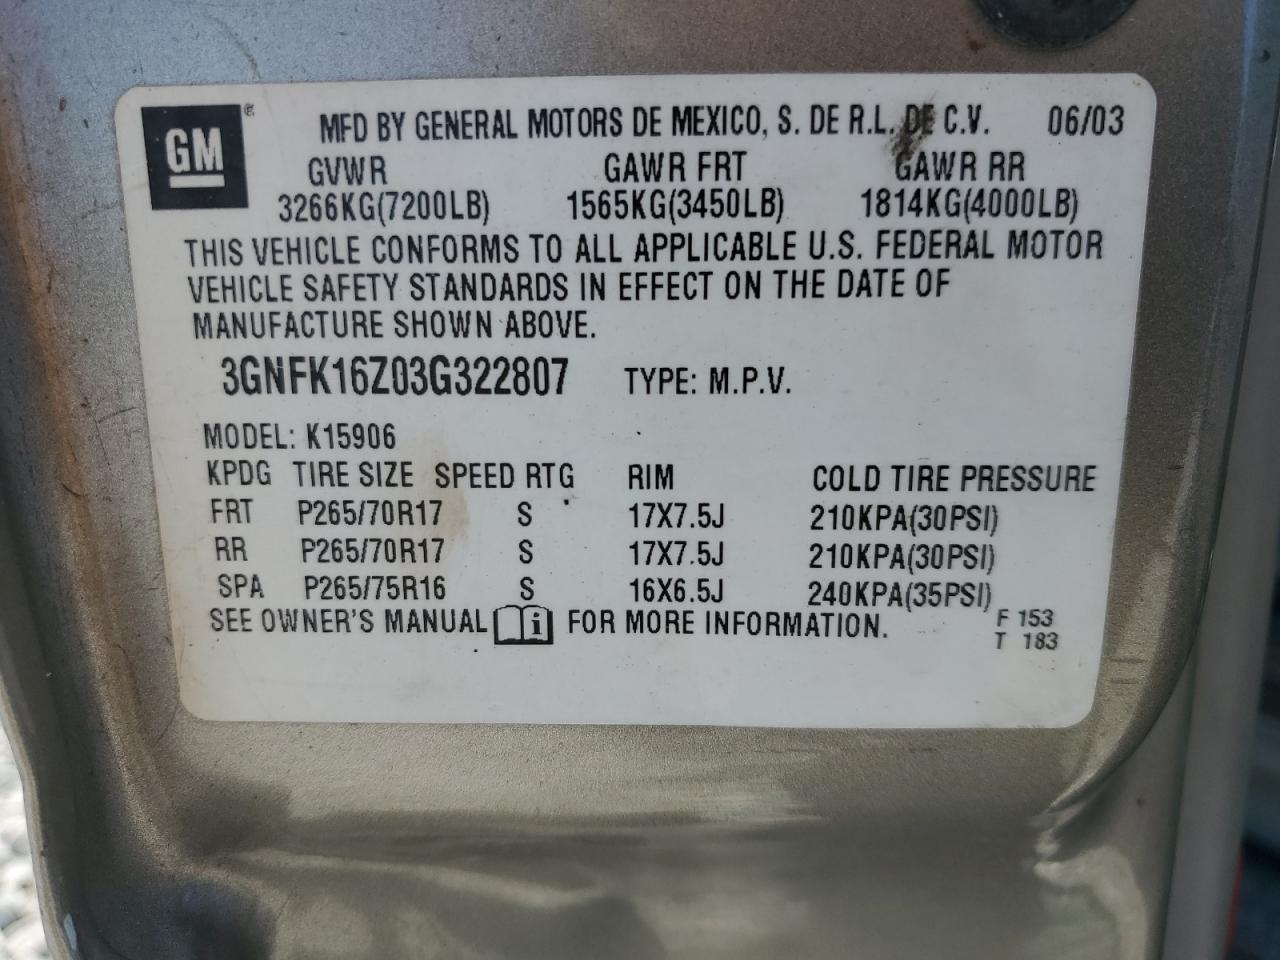 GM ® MFD BY GENERAL MOTORS DE MEXICO, S. DE R.L. DE C.V. 06/03
GVWR GAWR FRT GAWR RR
3266KG(7200LB) 1565KG(3450LB) 1814KG(4000LB)
THIS VEHICLE CONFORMS TO ALL APPLICABLE U.S. FEDERAL MOTOR
VEHICLE SAFETY STANDARDS IN EFFECT ON THE DATE OF
MANUFACTURE SHOWN ABOVE.
3GNFK16Z03G322807 TYPE: M.P.V.
MODEL: K15906
KPDG TIRE SIZE SPEED RTG RIM COLD TIRE PRESSURE
FRT P265/70R17 S 17X7.5J 210KPA(30PSI)
RR P265/70R17 S 17X7.5J 210KPA(30PSI)
SPA P265/75R16 S 16X6.5J 240KPA(35PSI)
SEE OWNER'S MANUAL i FOR MORE INFORMATION. F 153
T 183